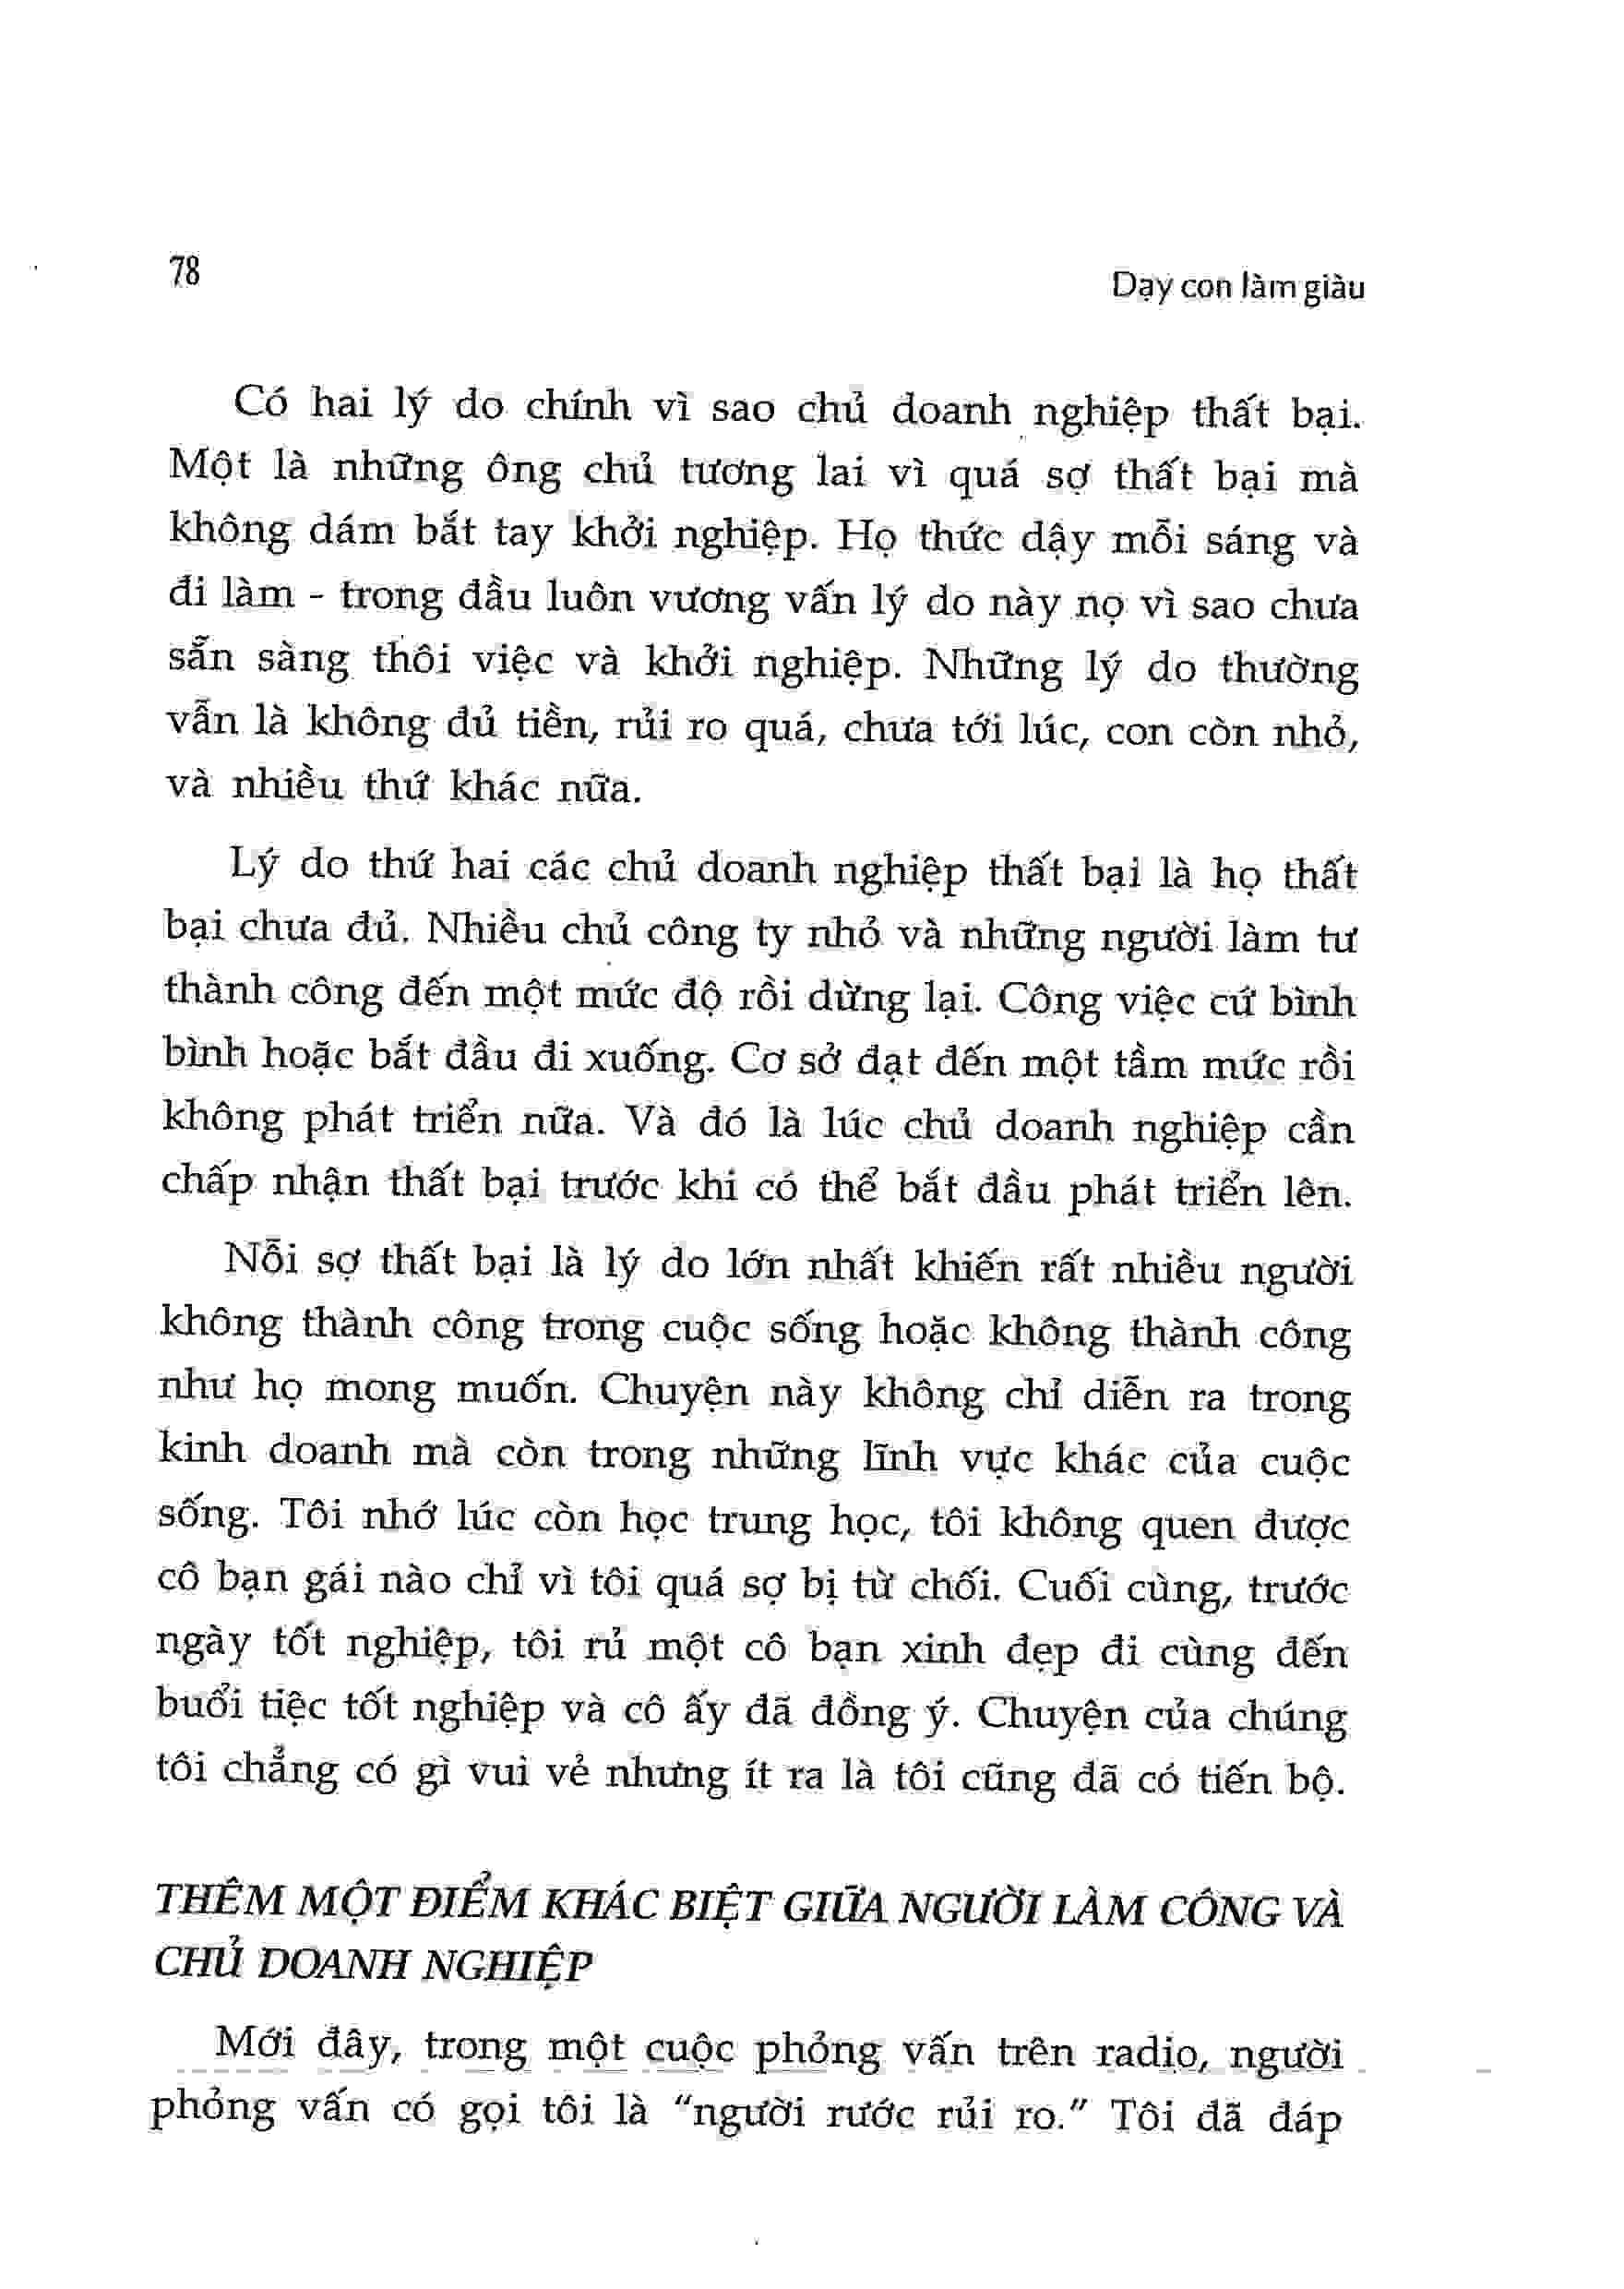 78
Dạy con làm giàu
Có hai lý do chính vì sao chủ doanh nghiệp thất bại.
Một là những ông chủ tương lai vì quá sợ thất bại mà
không dám bắt tay khởi nghiệp. Họ thức dậy mỗi sáng và
đi làm - trong đầu luôn vương vấn lý do này nọ vì sao chưa
sẵn sàng thôi việc và khởi nghiệp. Những lý do thường
vẫn là không đủ tiền, rủi ro quá, chưa tới lúc, con còn nhỏ,
và nhiều thứ khác nữa.
Lý do thứ hai các chủ doanh nghiệp thất bại là họ thất
bại chưa đủ. Nhiều chủ công ty nhỏ và những người làm tư
thành công đến một mức độ rồi dừng lại. Công việc cứ bình
bình hoặc bắt đầu đi xuống. Cơ sở đạt đến một tầm mức rồi
không phát triển nữa. Và đó là lúc chủ doanh nghiệp cần
chấp nhận thất bại trước khi có thể bắt đầu phát triển lên.
Nỗi sợ thất bại là lý do lớn nhất khiến rất nhiều người
không thành công trong cuộc sống hoặc không thành công
như họ mong muốn. Chuyện này không chỉ diễn ra trong
kinh doanh mà còn trong những lĩnh vực khác của cuộc
sống. Tôi nhớ lúc còn học trung học, tôi không quen được
cô bạn gái nào chỉ vì tôi quá sợ bị từ chối. Cuối cùng, trước
ngày tốt nghiệp, tôi rủ một cô bạn xinh đẹp đi cùng đến
buổi tiệc tốt nghiệp và cô ấy đã đồng ý. Chuyện của chúng
tôi chẳng có gì vui vẻ nhưng ít ra là tôi cũng đã có tiến bộ.
THÊM MỘT ĐIỂM KHÁC BIỆT GIỮA NGƯỜI LÀM CÔNG VÀ
CHỦ DOANH NGHIỆP
Mới đây, trong một cuộc phỏng vấn trên radio, người
phỏng vấn có gọi tôi là "người rước rủi ro." Tôi đã đáp